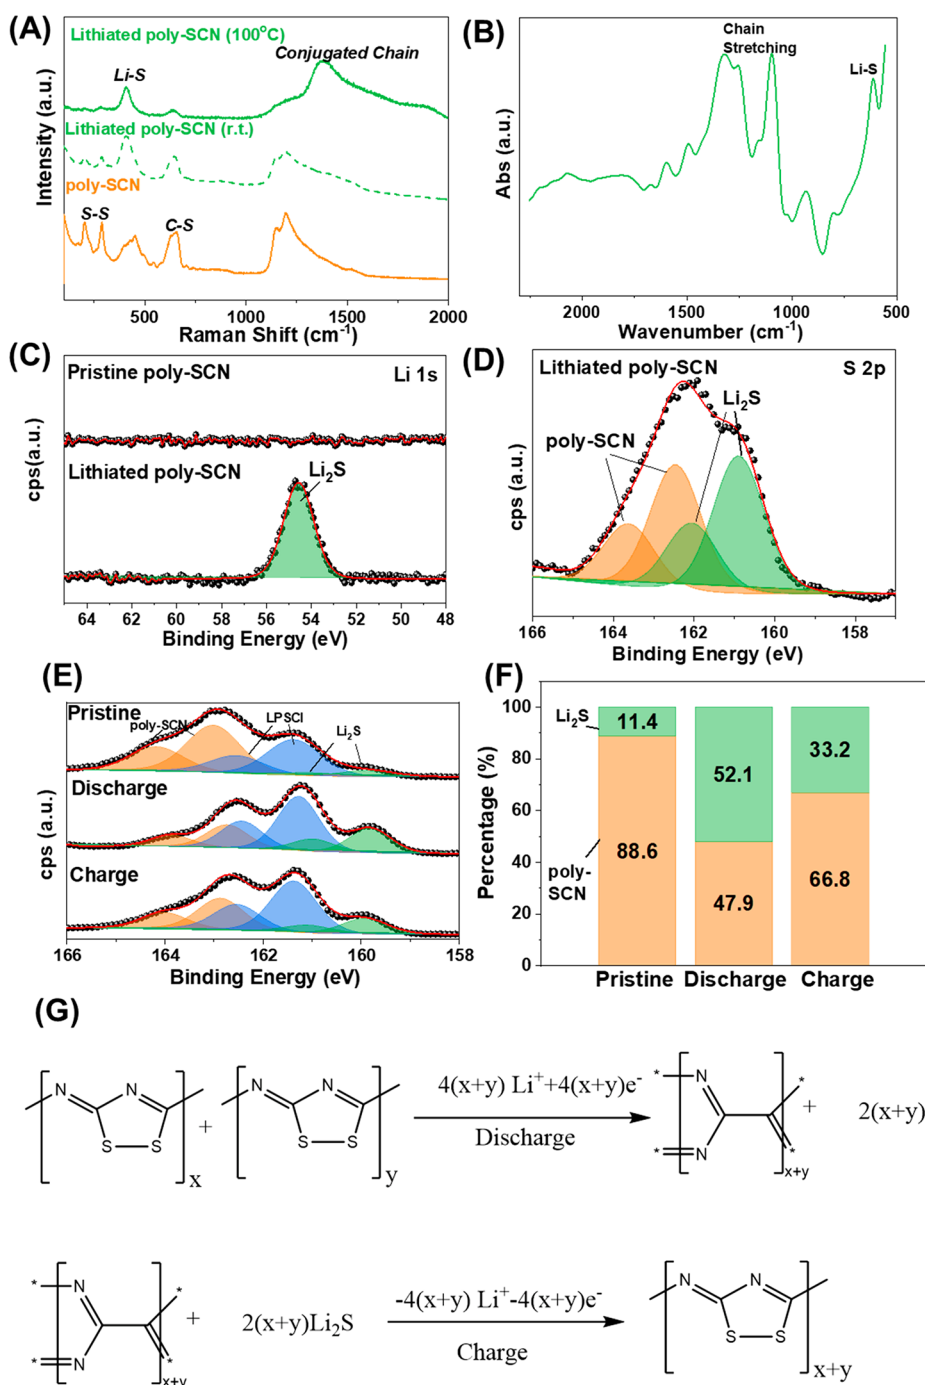 (A)
Lithiated poly-SCN (100°C)
Conjugated Chain
Li-S
Lithiated poly-SCN (r.t.)
poly-SCN
S-S
C-S
Intensity (a.u.)
500
1000
1500
2000
Raman Shift (cm-1)
(B)
Chain
Stretching
Li-S
Abs (a.u.)
2000
1500
1000
500
Wavenumber (cm-1)
(C)
Pristine poly-SCN
Li 1s
Lithiated poly-SCN
Li2S
cps(a.u.)
64
62
60
58
56
54
52
50
48
Binding Energy (eV)
(D)
Lithiated poly-SCN
S 2p
Li2S
poly-SCN
cps (a.u.)
166
164
162
160
158
Binding Energy (eV)
(E)
Pristine
poly-SCN
LPSCl
Li2S
Discharge
Charge
cps (a.u.)
166
164
162
160
158
Binding Energy (eV)
(F)
100
80
60
40
20
0
Percentage (%)
Li2S
poly-
SCN
11.4
88.6
52.1
47.9
33.2
66.8
Pristine
Discharge
Charge
(G)
N
N
S
S
x
+
N
N
S
S
y
4(x+y) Li++4(x+y)e-
Discharge
*
N
*
N
*
*
x+y
+
2(x+y)
*
N
*
N
*
*
x+y
+
2(x+y)Li2S
-4(x+y) Li+-4(x+y)e-
Charge
N
N
S
S
x+y